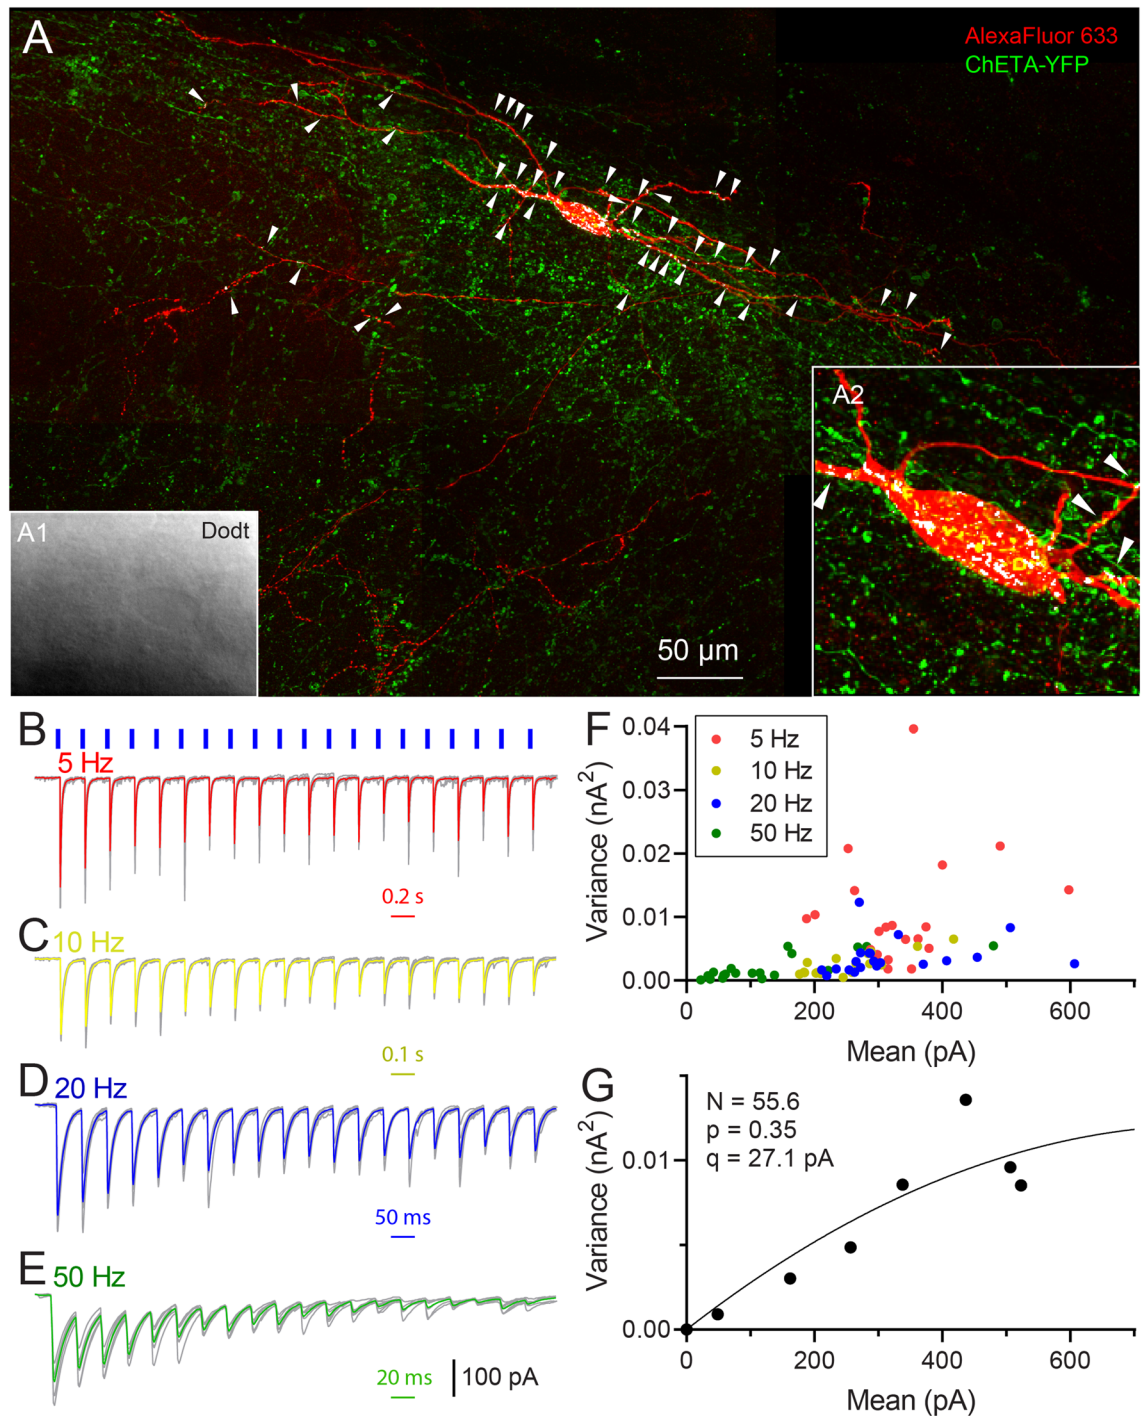 A
AlexaFluor 633
ChETA-YFP
A1
Dodt
A2
50 µm
B
5 Hz
0.2 s
C
10 Hz
0.1 s
D
20 Hz
50 ms
E
50 Hz
20 ms
100 pA
F
5 Hz
10 Hz
20 Hz
50 Hz
0.04
0.03
0.02
0.01
0.00
Variance (nA²)
0 200 400 600
Mean (pA)
G
N = 55.6
p = 0.35
q = 27.1 pA
0.01
0.00
Variance (nA²)
0 200 400 600
Mean (pA)